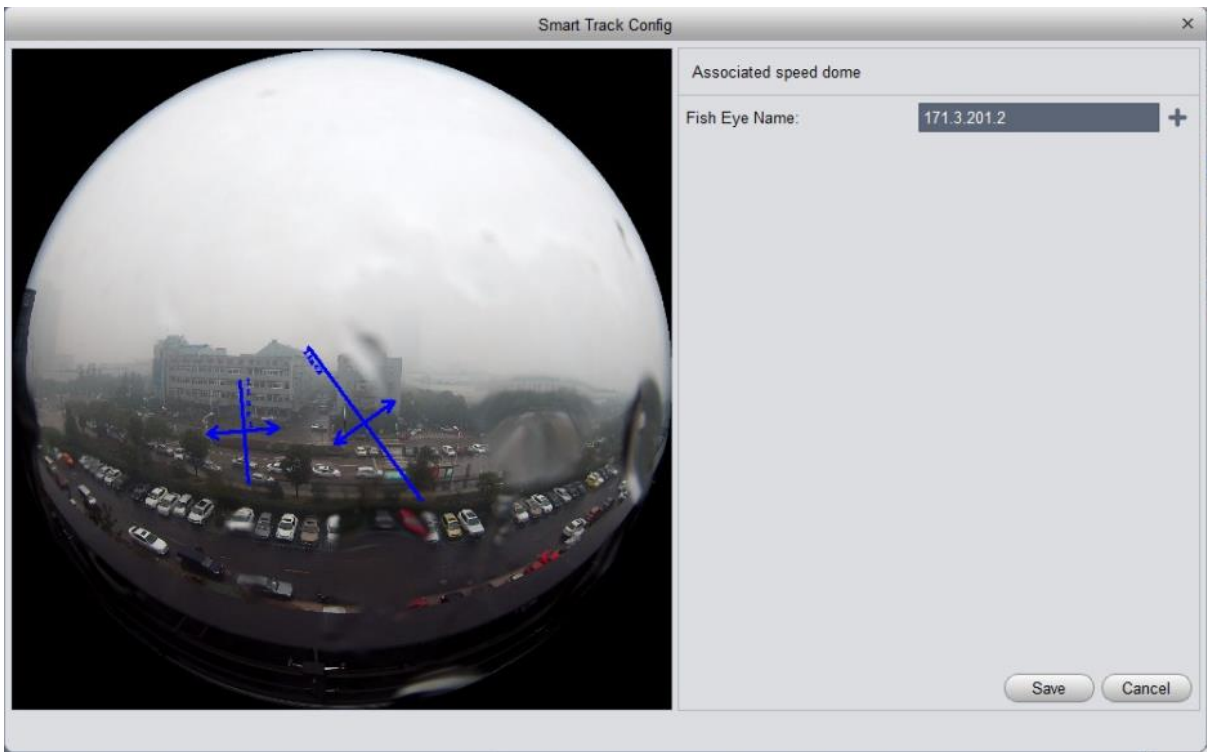 Smart Track Config
Associated speed dome
Fish Eye Name:
171.3.201.2
Save
Cancel